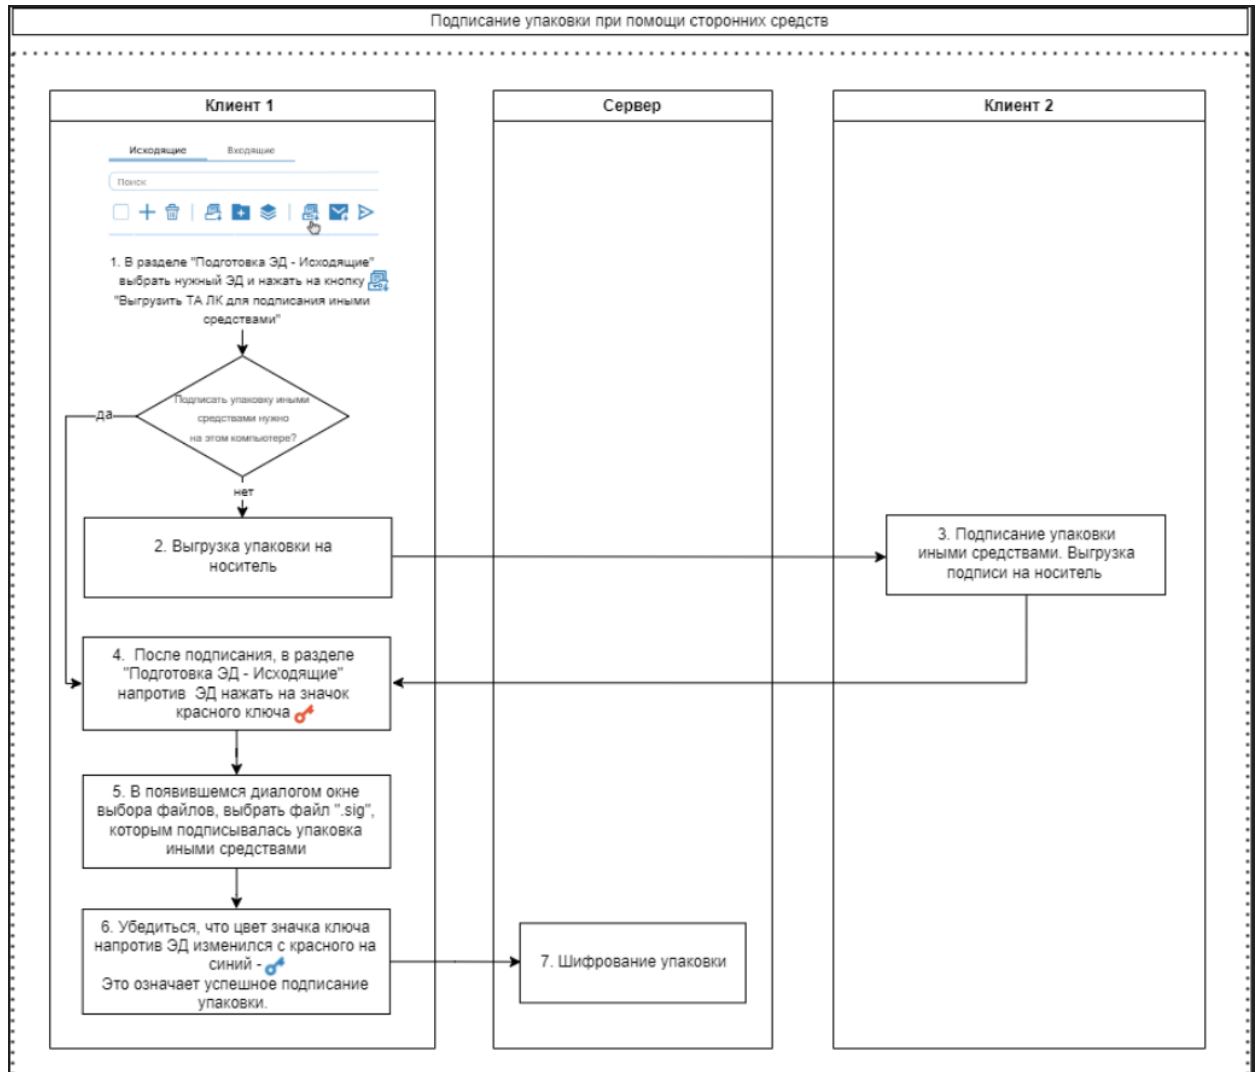 Подписание упаковки при помощи сторонних средств
Клиент 1
Сервер
Клиент 2
Исходящие
Входящие
Поиск
1. В разделе "Подготовка ЭД - Исходящие"
выбрать нужный ЭД и нажать на кнопку
"Выгрузить ТА ЛК для подписания иными
средствами"
Подписать упаковку иными
средствами нужно
на этом компьютере?
да
нет
2. Выгрузка упаковки на
носитель
3. Подписание упаковки
иными средствами. Выгрузка
подписи на носитель
4. После подписания, в разделе
"Подготовка ЭД - Исходящие"
напротив ЭД нажать на значок
красного ключа
5. В появившемся диалогом окне
выбора файлов, выбрать файл ".sig",
которым подписывалась упаковка
иными средствами
6. Убедиться, что цвет значка ключа
напротив ЭД изменился с красного на
синий -
Это означает успешное подписание
упаковки.
7. Шифрование упаковки